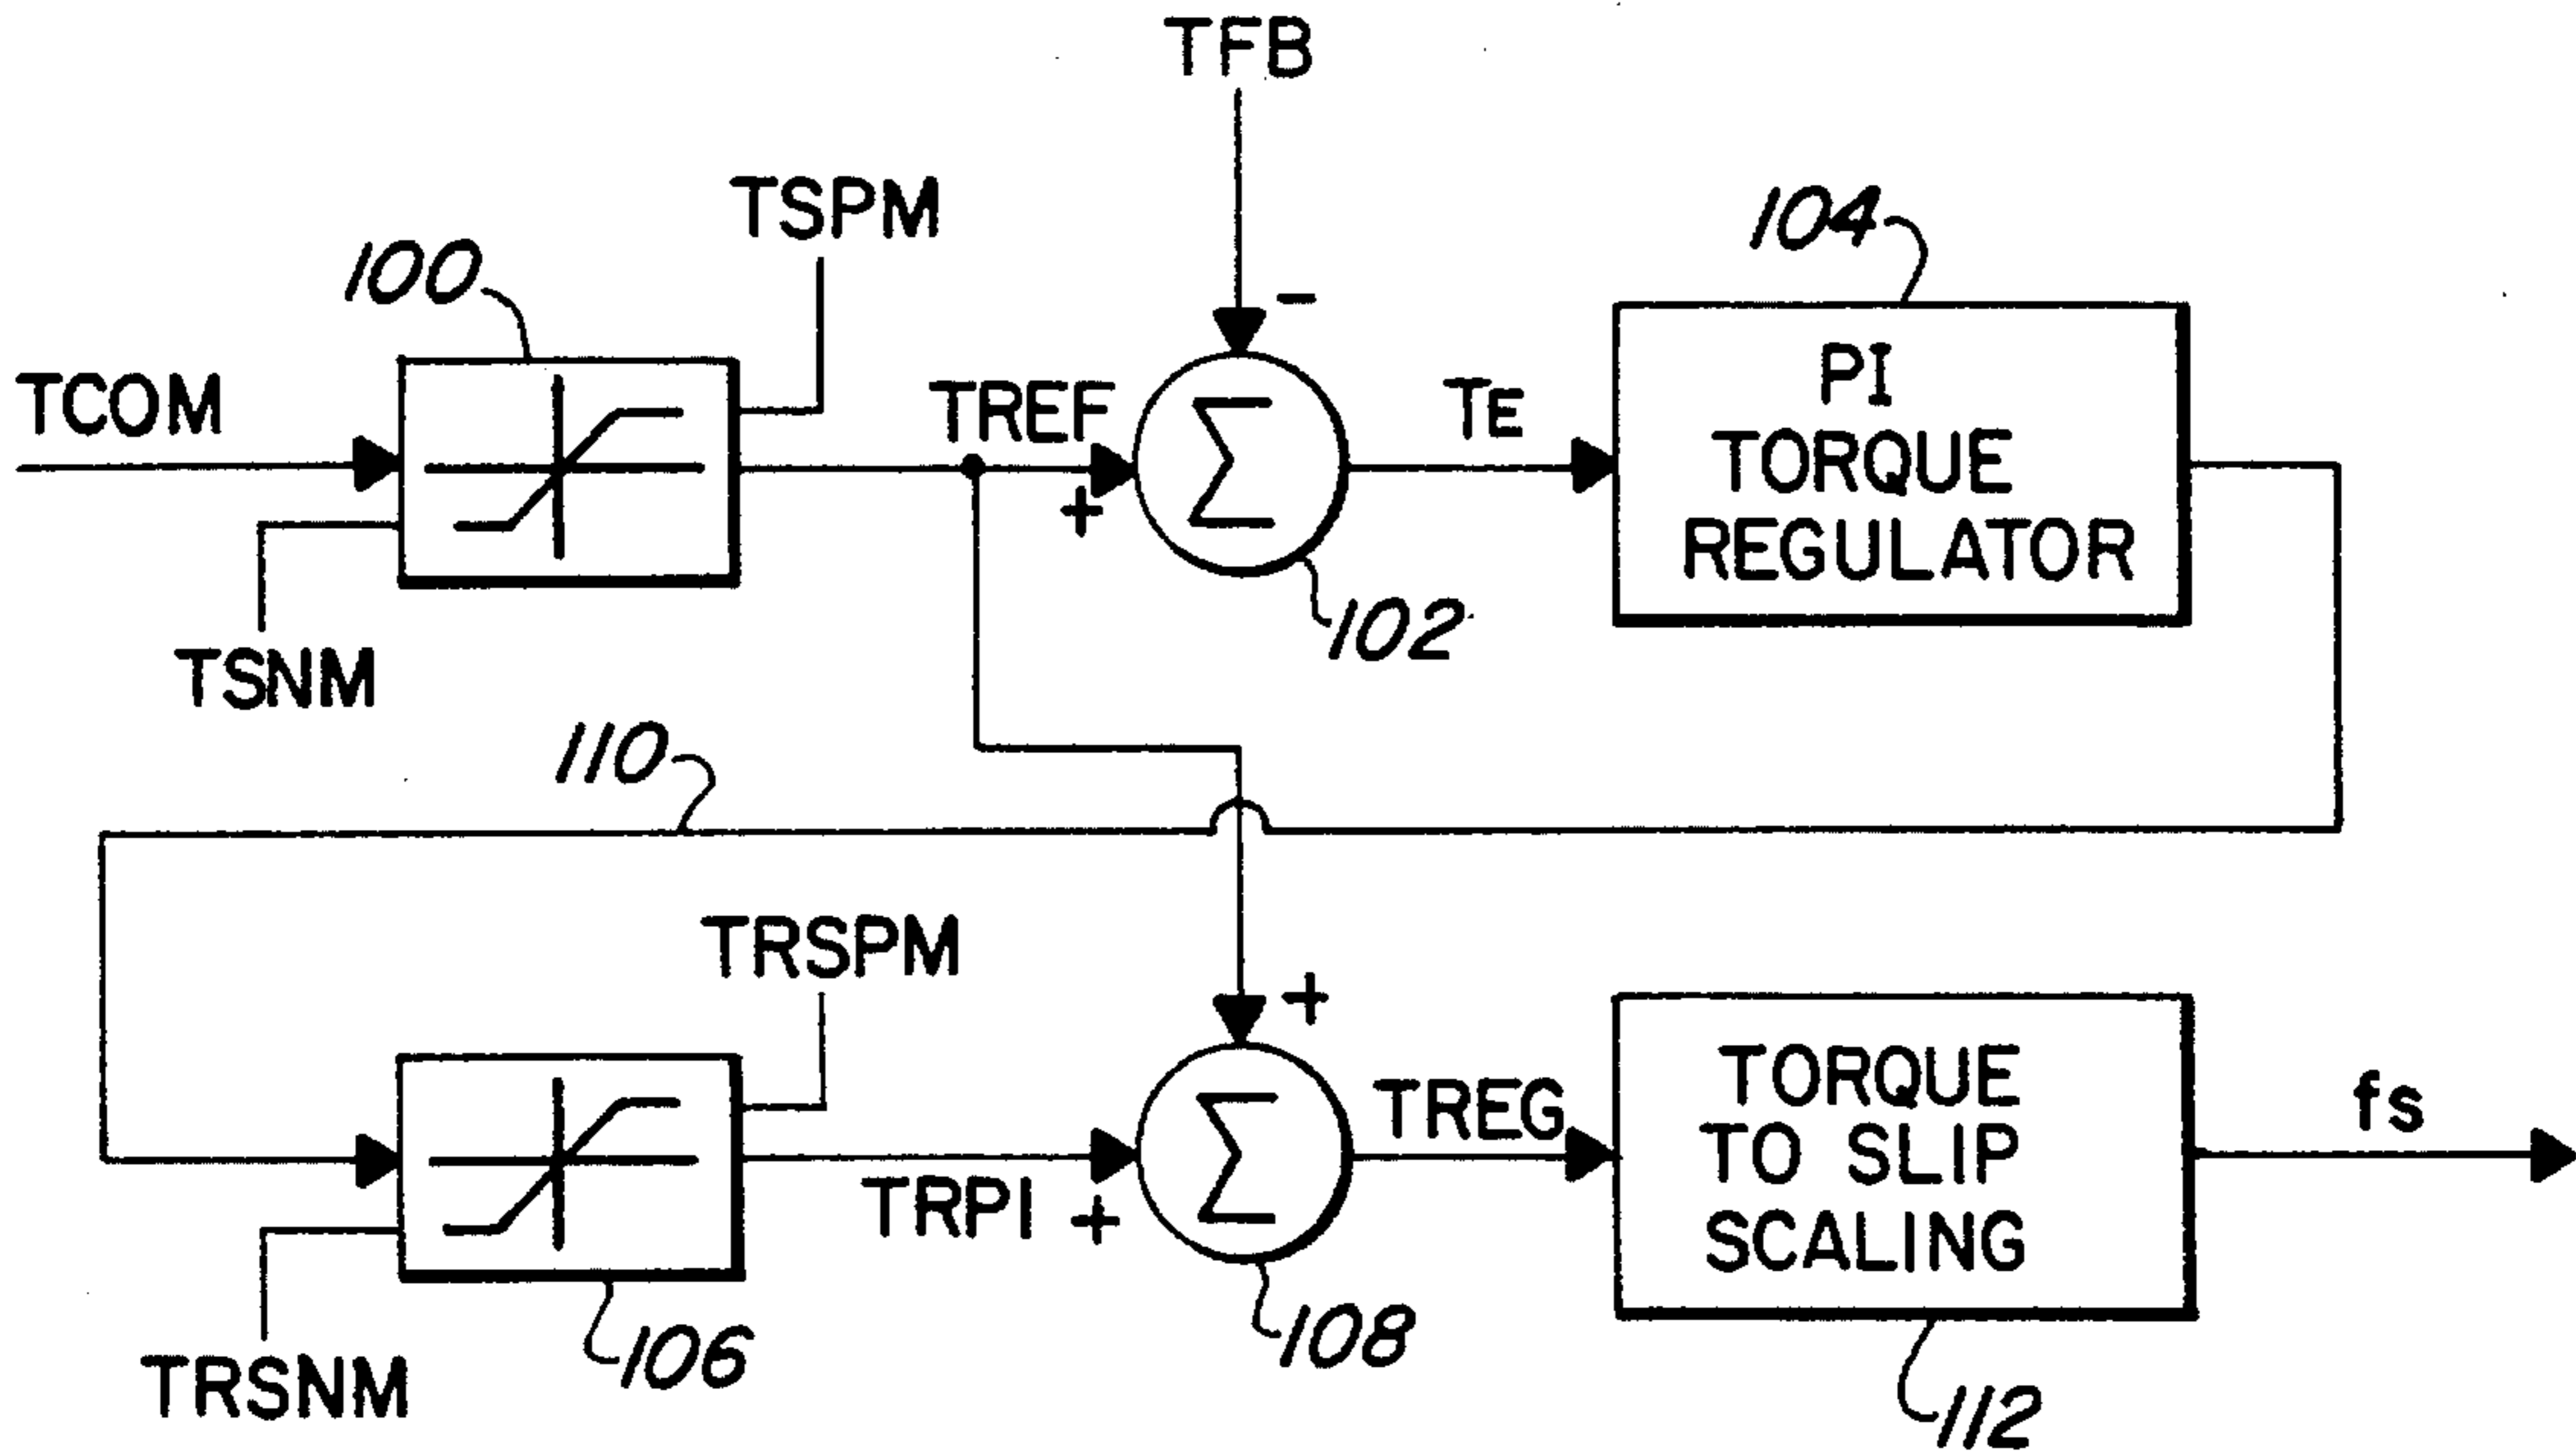 TFB
TSPM
104
100
TCOM
TREF
-
TE
PI
TORQUE
REGULATOR
+
Σ
102
TSNM
110
TRSPM
+
TORQUE
TO SLIP
SCALING
fs
TREG
Σ
TRPI
+
TRSNM
106
108
112